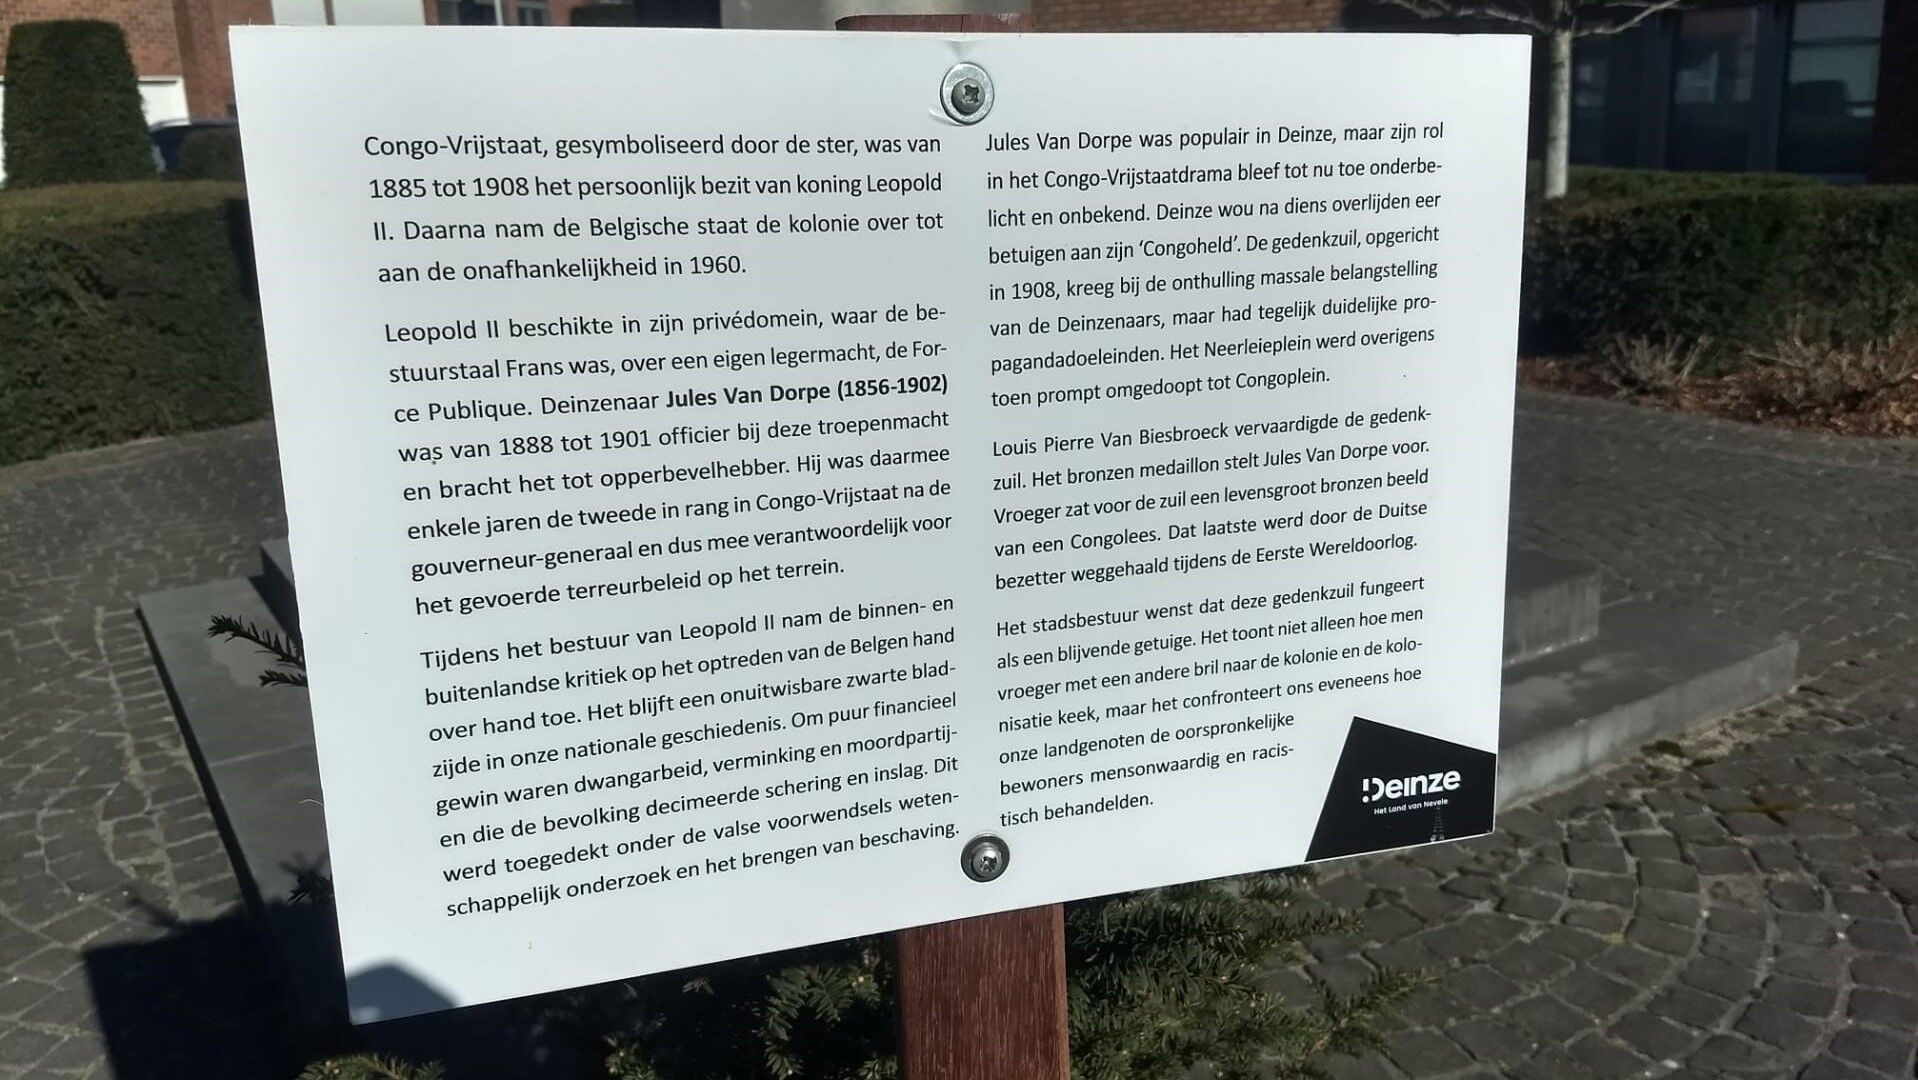 Congo-Vrijstaat, gesymboliseerd door de ster, was van
1885 tot 1908 het persoonlijk bezit van koning Leopold
II. Daarna nam de Belgische staat de kolonie over tot
aan de onafhankelijkheid in 1960.
Leopold II beschikte in zijn privédomein, waar de be-
stuurstaal Frans was, over een eigen legermacht, de For-
ce Publique. Deinzenaar Jules Van Dorpe (1856-1902)
was van 1888 tot 1901 officier bij deze troepenmacht
en bracht het tot opperbevelhebber. Hij was daarmee
enkele jaren de tweede in rang in Congo-Vrijstaat na de
gouverneur-generaal en dus mee verantwoordelijk voor
het gevoerde terreurbeleid op het terrein.
Tijdens het bestuur van Leopold II nam de binnen- en
buitenlandse kritiek op het optreden van de Belgen hand
over hand toe. Het blijft een onuitwisbare zwarte blad-
zijde in onze nationale geschiedenis. Om puur financieel
gewin waren dwangarbeid, verminking en moordpartij-
en die de bevolking decimeerde schering en inslag. Dit
werd toegedekt onder de valse voorwendsels weten-
schappelijk onderzoek en het brengen van beschaving.
Jules Van Dorpe was populair in Deinze, maar zijn rol
in het Congo-Vrijstaatdrama bleef tot nu toe onderbe-
licht en onbekend. Deinze wou na diens overlijden eer
betuigen aan zijn ‘Congoheld’. De gedenkzuil, opgericht
in 1908, kreeg bij de onthulling massale belangstelling
van de Deinzenaars, maar had tegelijk duidelijke pro-
pagandadoeleinden. Het Neerleieplein werd overigens
toen prompt omgedoopt tot Congoplein.
Louis Pierre Van Biesbroeck vervaardigde de gedenk-
zuil. Het bronzen medaillon stelt Jules Van Dorpe voor.
Vroeger zat voor de zuil een levensgroot bronzen beeld
van een Congolees. Dat laatste werd door de Duitse
bezetter weggehaald tijdens de Eerste Wereldoorlog.
Het stadsbestuur wenst dat deze gedenkzuil fungeert
als een blijvende getuige. Het toont niet alleen hoe men
vroeger met een andere bril naar de kolonie en de kolo-
nisatie keek, maar het confronteert ons eveneens hoe
onze landgenoten de oorspronkelijke
bewoners mensonwaardig en racis-
tisch behandelden.
Deinze
Het Land van Nevele